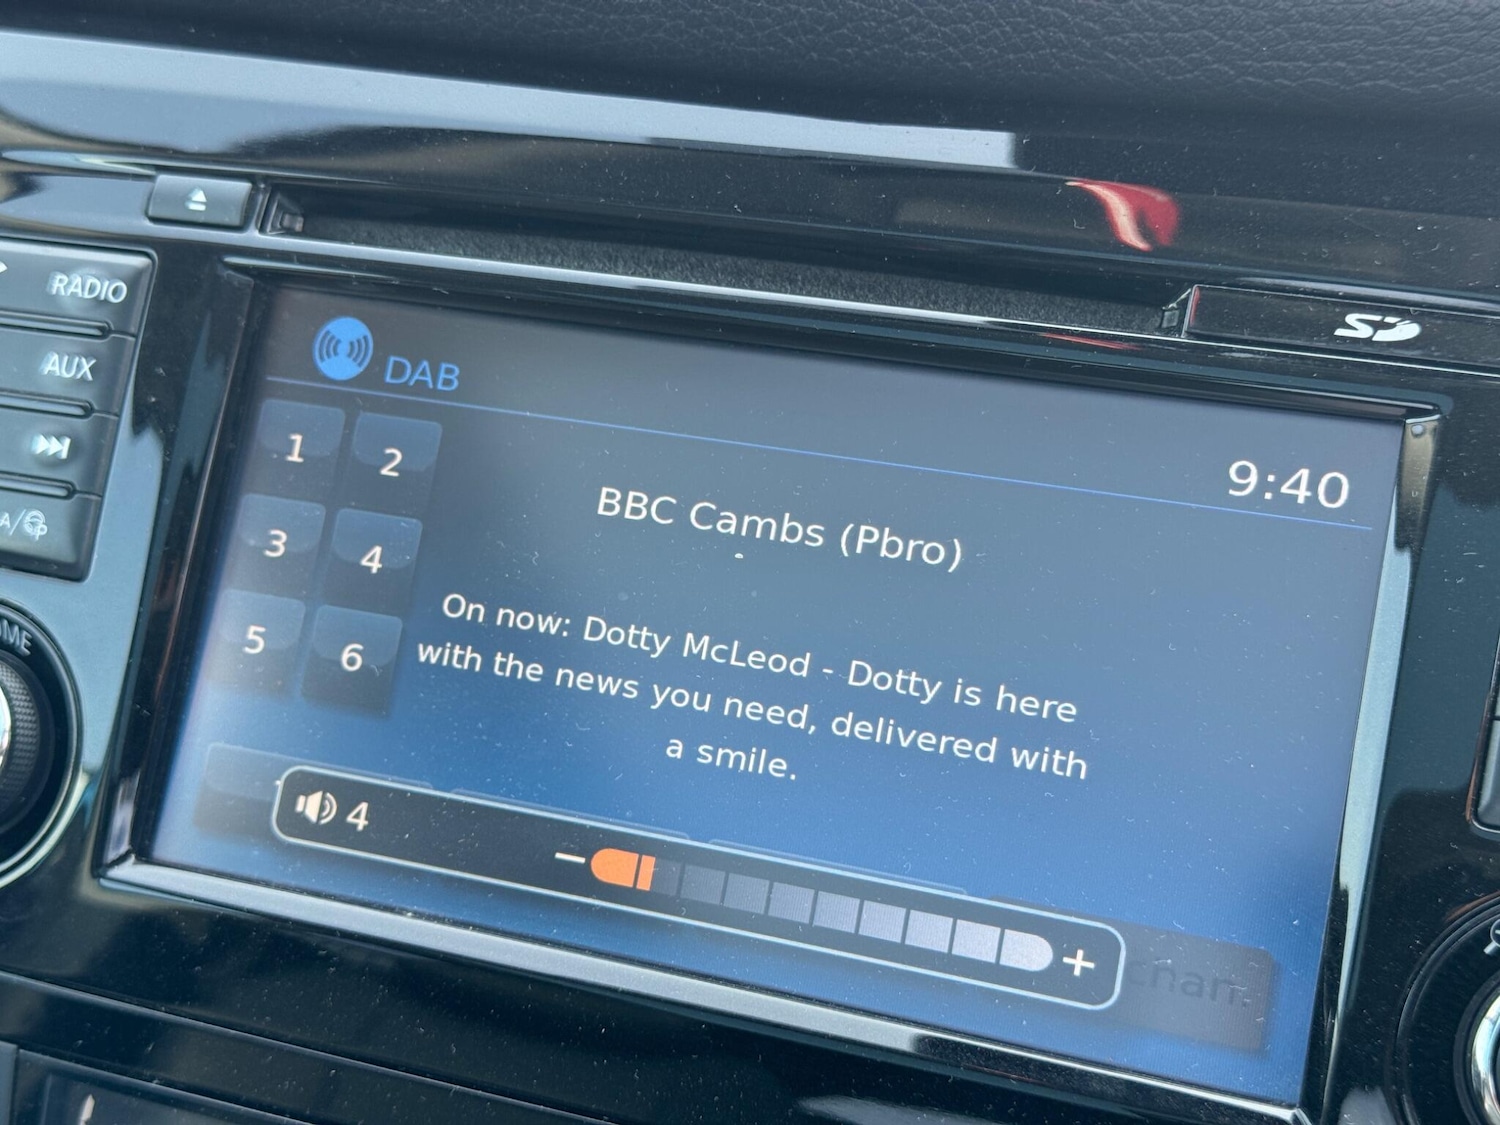 RADIO
AUX
SD
DAB
9:40
1 2
3 4
5 6
BBC Cambs (Pbro)
On now: Dotty McLeod - Dotty is here
with the news you need, delivered with
a smile.
4
− +